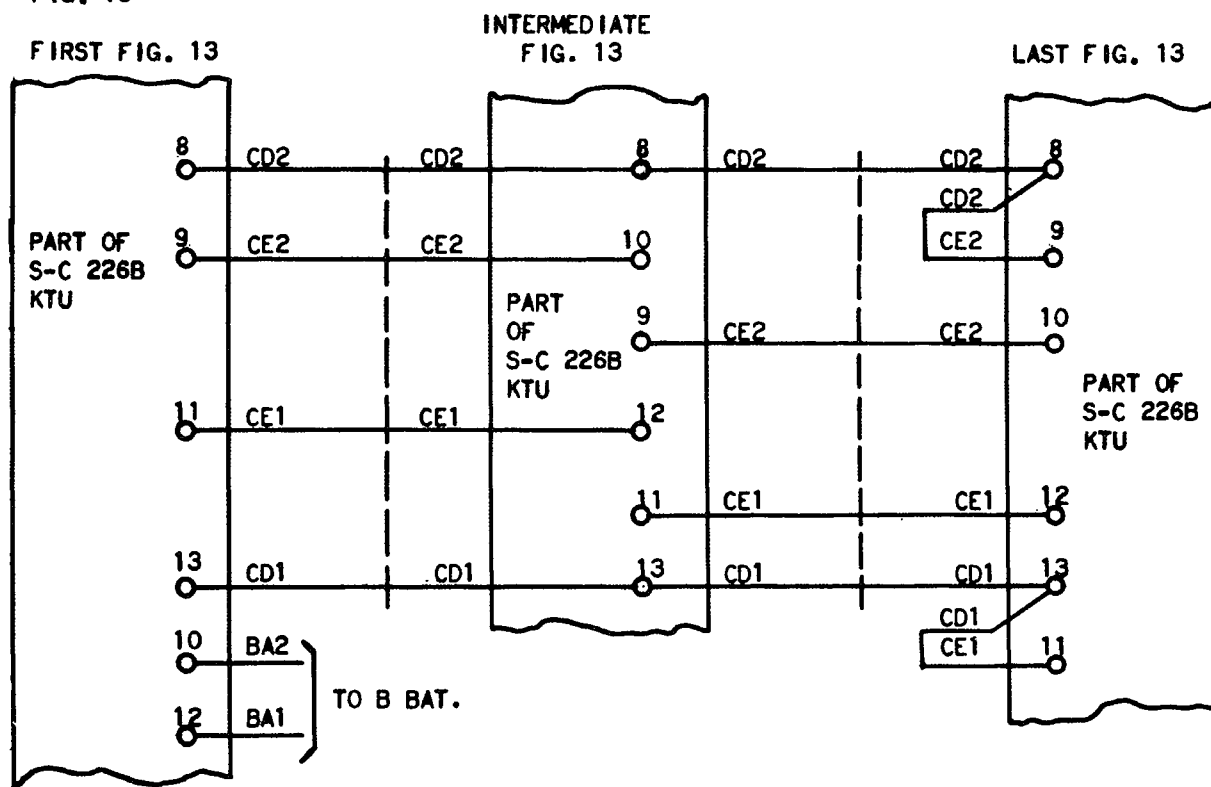 FIRST FIG. 13
INTERMEDIATE
FIG. 13
LAST FIG. 13
8 CD2 CD2 8 CD2 CD2 8
CD2
9 CE2 CE2 10 CE2 9
PART OF
S-C 226B
KTU
PART
OF
S-C 226B
KTU
9 CE2 CE2 10
PART OF
S-C 226B
KTU
11 CE1 CE1 12
11 CE1 CE1 12
13 CD1 CD1 13 CD1 CD1 13
CD1
CE1 11
10 BA2
TO B BAT.
12 BA1